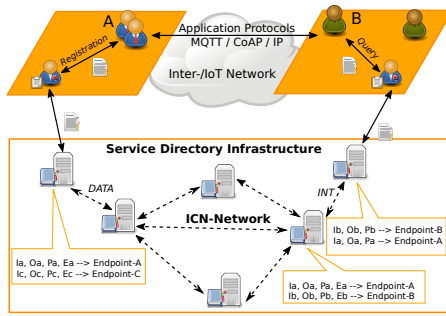 A
B
Application Protocols
MQTT / CoAP / IP
Registration
Query
Inter-/IoT Network
Service Directory Infrastructure
DATA
INT
ICN-Network
Ib, Ob, Pb --> Endpoint-B
Ia, Oa, Pa --> Endpoint-A
Ia, Oa, Pa, Ea --> Endpoint-A
Ic, Oc, Pc, Ec --> Endpoint-C
Ia, Oa, Pa, Ea --> Endpoint-A
Ib, Ob, Pb, Eb --> Endpoint-B